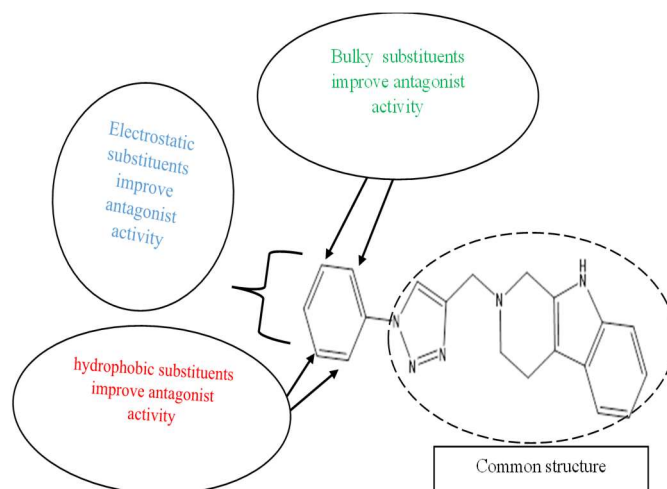 Bulky substituents
improve antagonist
activity
Electrostatic
substituents
improve
antagonist
activity
H
N
N
N
N
N
hydrophobic substituents
improve antagonist
activity
Common structure